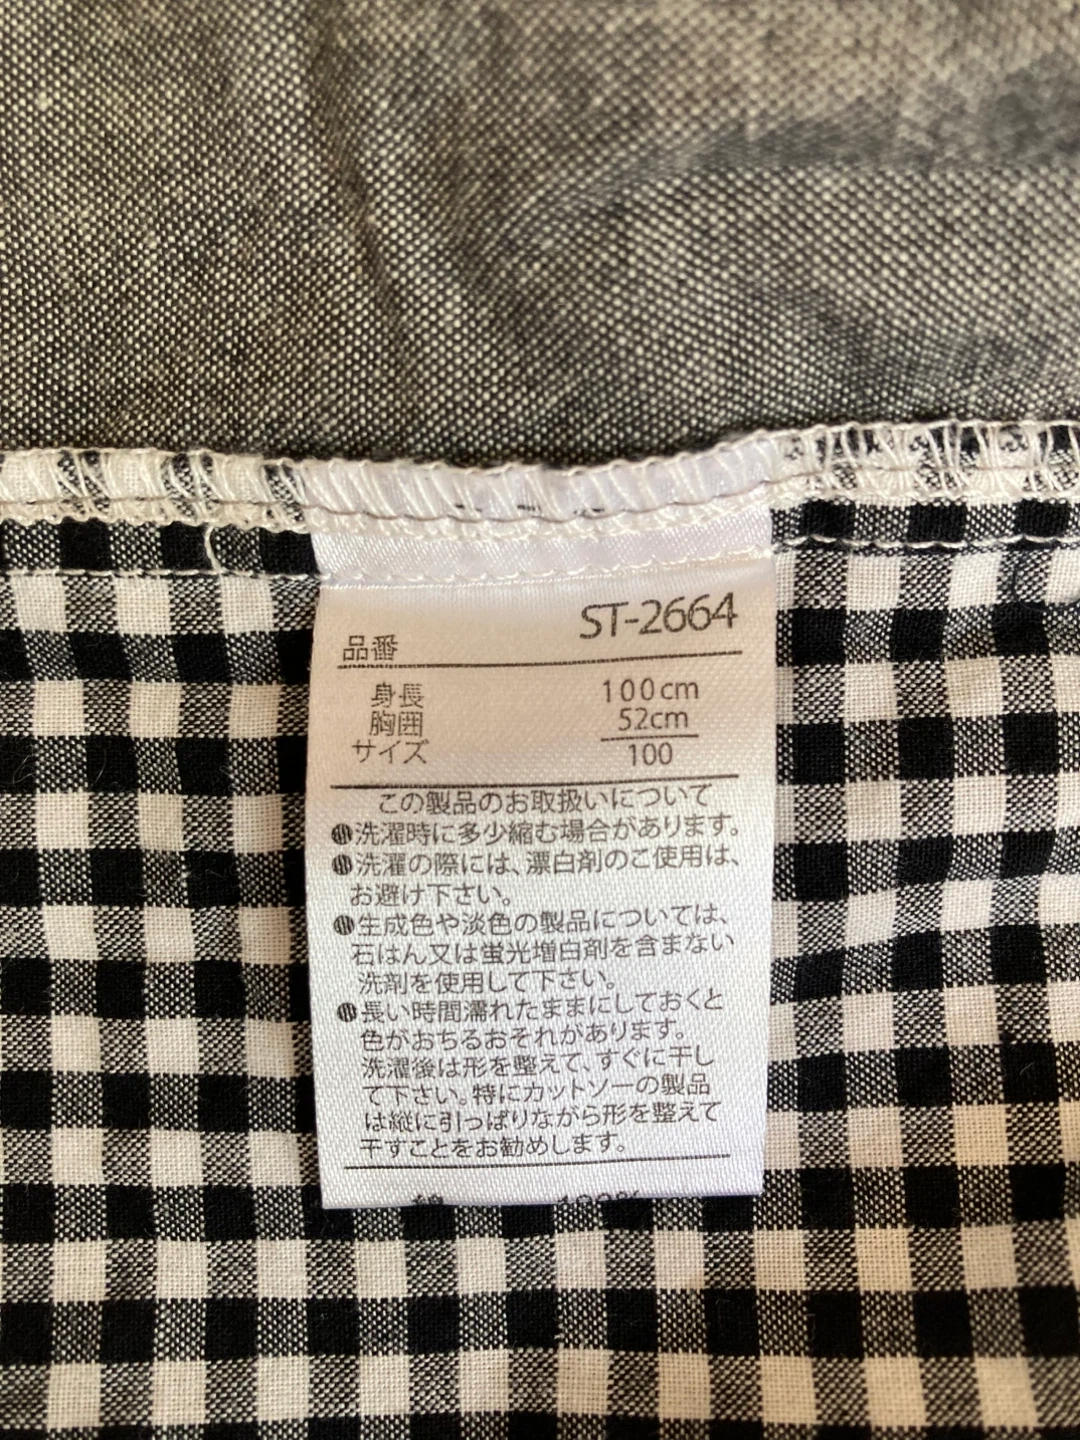 品番 ST-2664
身長 100cm
胸囲 52cm
サイズ 100
この製品のお取扱いについて
洗濯時に多少縮む場合があります。
洗濯の際には、漂白剤のご使用は、
お避け下さい。
生成色や淡色の製品については、
石はん又は蛍光増白剤を含まない
洗剤を使用して下さい。
長い時間濡れたままにしておくと
色がおちるおそれがあります。
洗濯後は形を整えて、すぐに干し
て下さい。特にカットソーの製品
は縦に引っぱりながら形を整えて
干すことをお勧めします。